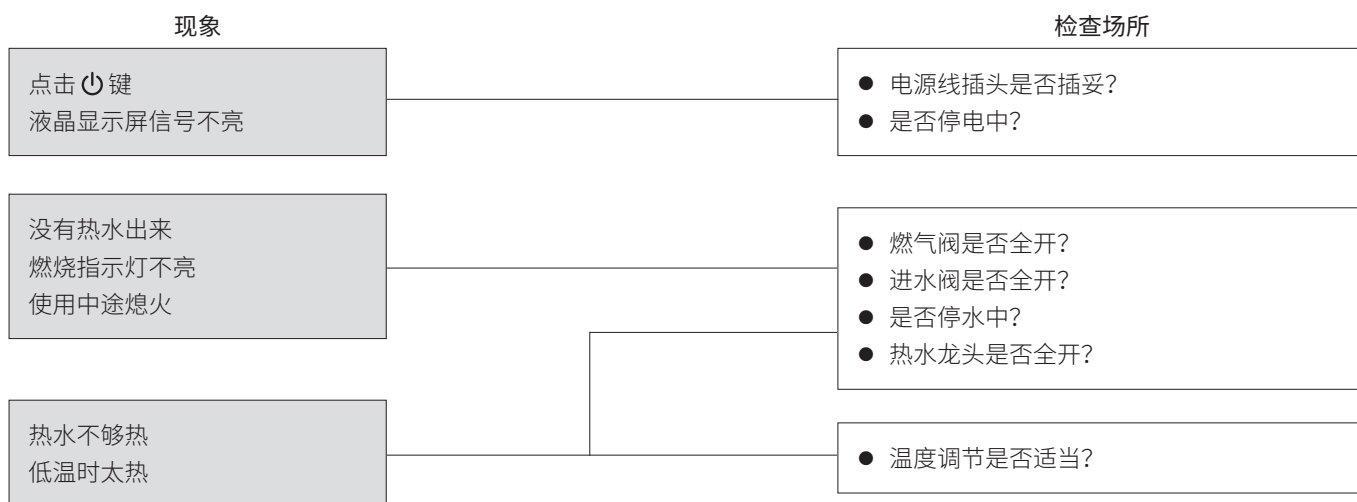 现象
检查场所
点击⏻键
液晶显示屏信号不亮
● 电源线插头是否插妥？
● 是否停电中？
没有热水出来
燃烧指示灯不亮
使用中途熄火
● 燃气阀是否全开？
● 进水阀是否全开？
● 是否停水中？
● 热水龙头是否全开？
热水不够热
低温时太热
● 温度调节是否适当？